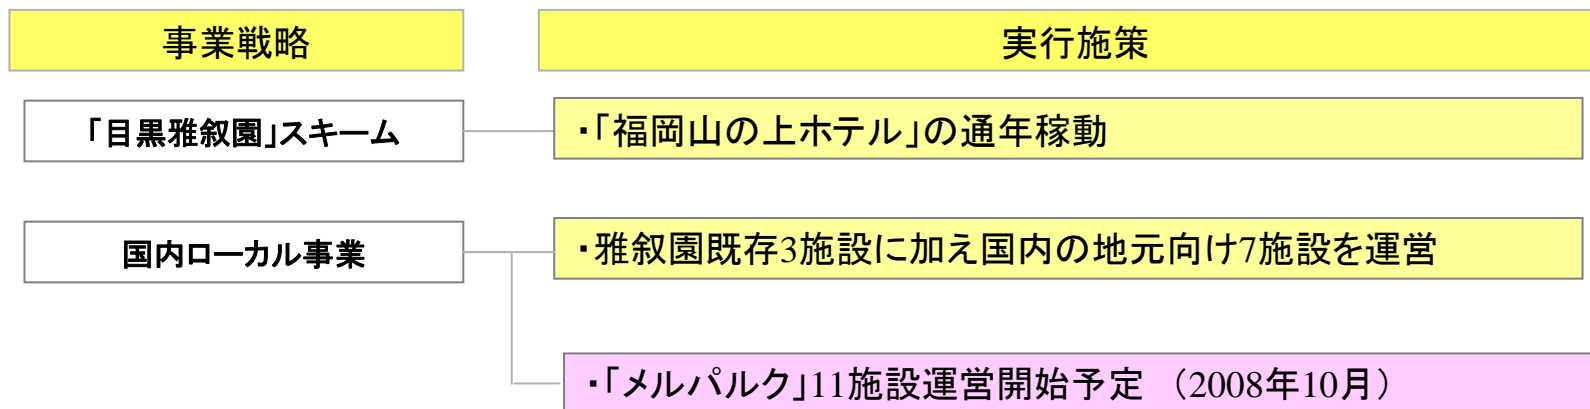 事業戦略
実行施策
「目黒雅叙園」スキーム
・「福岡山の上ホテル」の通年稼動
国内ローカル事業
・雅叙園既存3施設に加え国内の地元向け7施設を運営
・「メルパルク」11施設運営開始予定 （2008年10月）